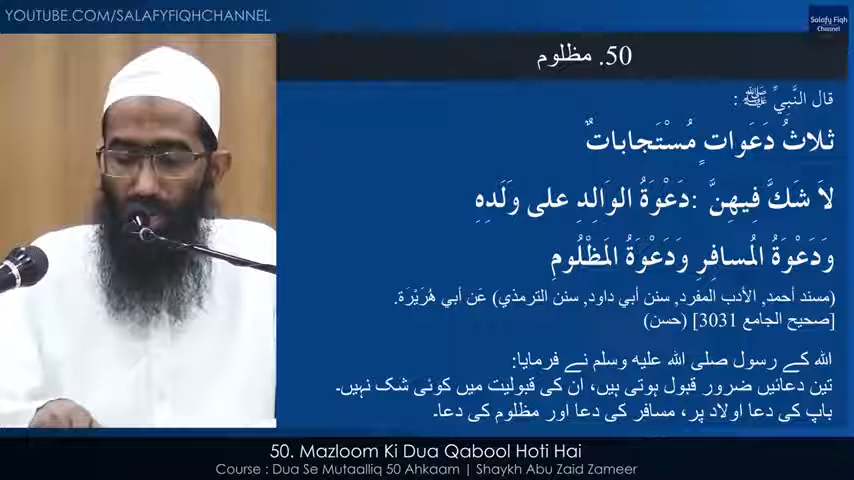 YOUTUBE.COM/SALAFYFIQHCHANNEL
Salafy Fiqh
Channel
50. مظلوم
قال النَّبِيِّ ﷺ :
ثلاثُ دَعَواتٍ مُسْتَجاباتٌ
لاَ شَكَّ فِيهِنَّ :دَعْوَةُ الوَالِدِ على وَلَدِهِ
وَدَعْوَةُ المُسافِرِ وَدَعْوَةُ المَظْلُومِ
(مسند أحمد, الأدب المفرد, سنن أبي داود, سنن الترمذي) عَن أبي هُرَيْرَة.
[صحيح الجامع 3031] (حسن)
الله کے رسول صلى الله عليه وسلم نے فرمایا:
تین دعائیں ضرور قبول ہوتی ہیں، ان کی قبولیت میں کوئی شک نہیں۔
باپ کی دعا اولاد پر، مسافر کی دعا اور مظلوم کی دعا۔
50. Mazloom Ki Dua Qabool Hoti Hai
Course : Dua Se Mutaalliq 50 Ahkaam | Shaykh Abu Zaid Zameer